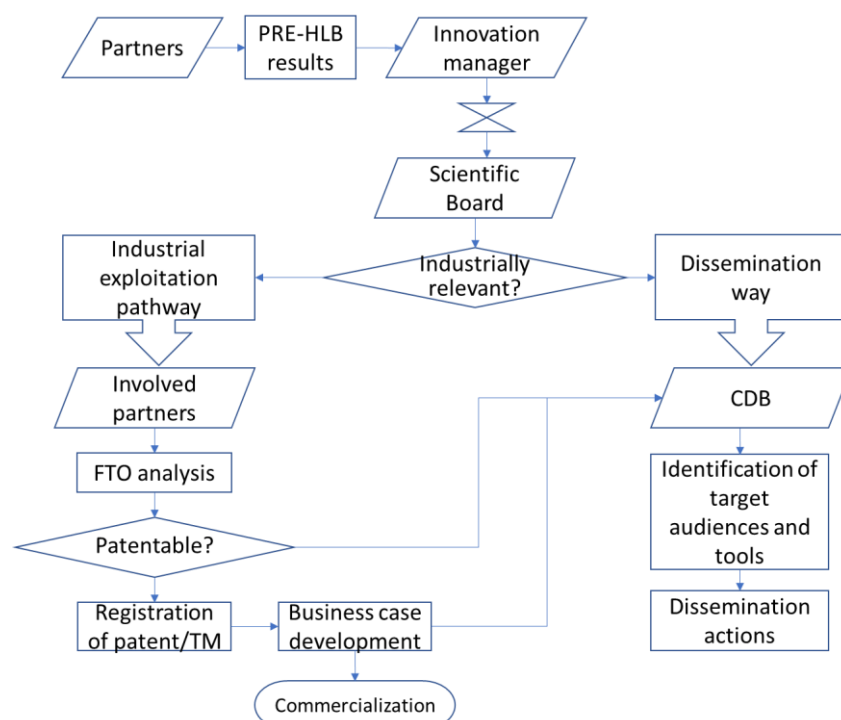 Partners
PRE-HLB
results
Innovation
manager
Scientific
Board
Industrial
exploitation
pathway
Industrially
relevant?
Dissemination
way
Involved
partners
CDB
FTO analysis
Identification of
target
audiences and
tools
Patentable?
Registration
of patent/TM
Business case
development
Dissemination
actions
Commercialization